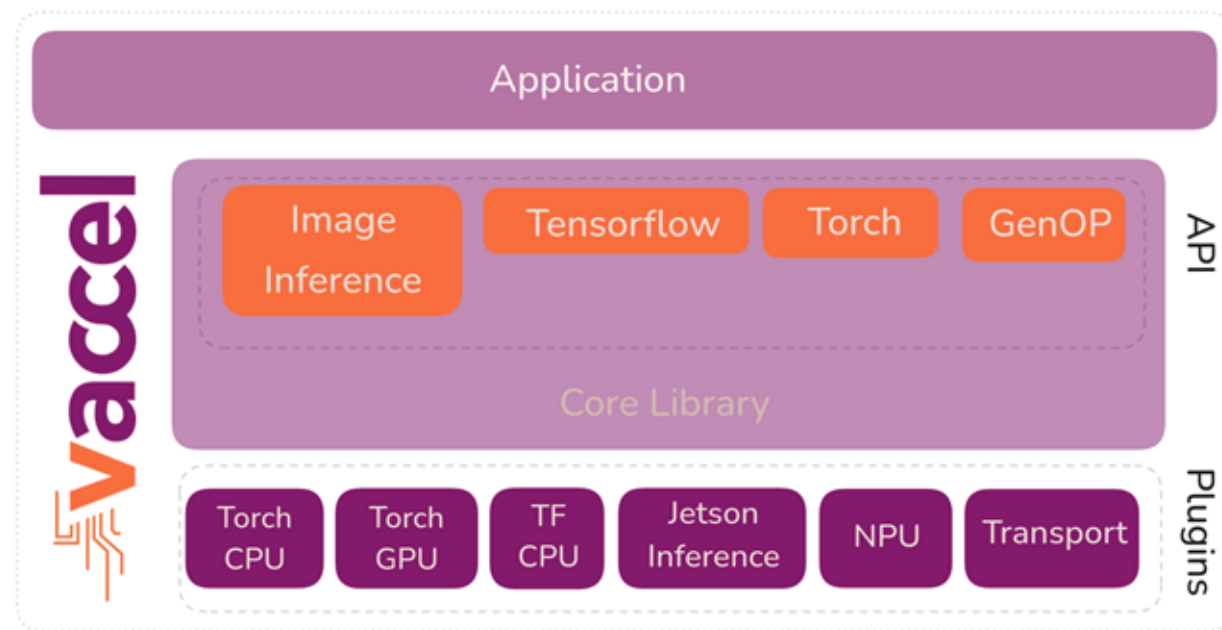 Application
vaccel
Image
Inference
Tensorflow
Torch
GenOP
API
Core Library
Torch
CPU
Torch
GPU
TF
CPU
Jetson
Inference
NPU
Transport
Plugins